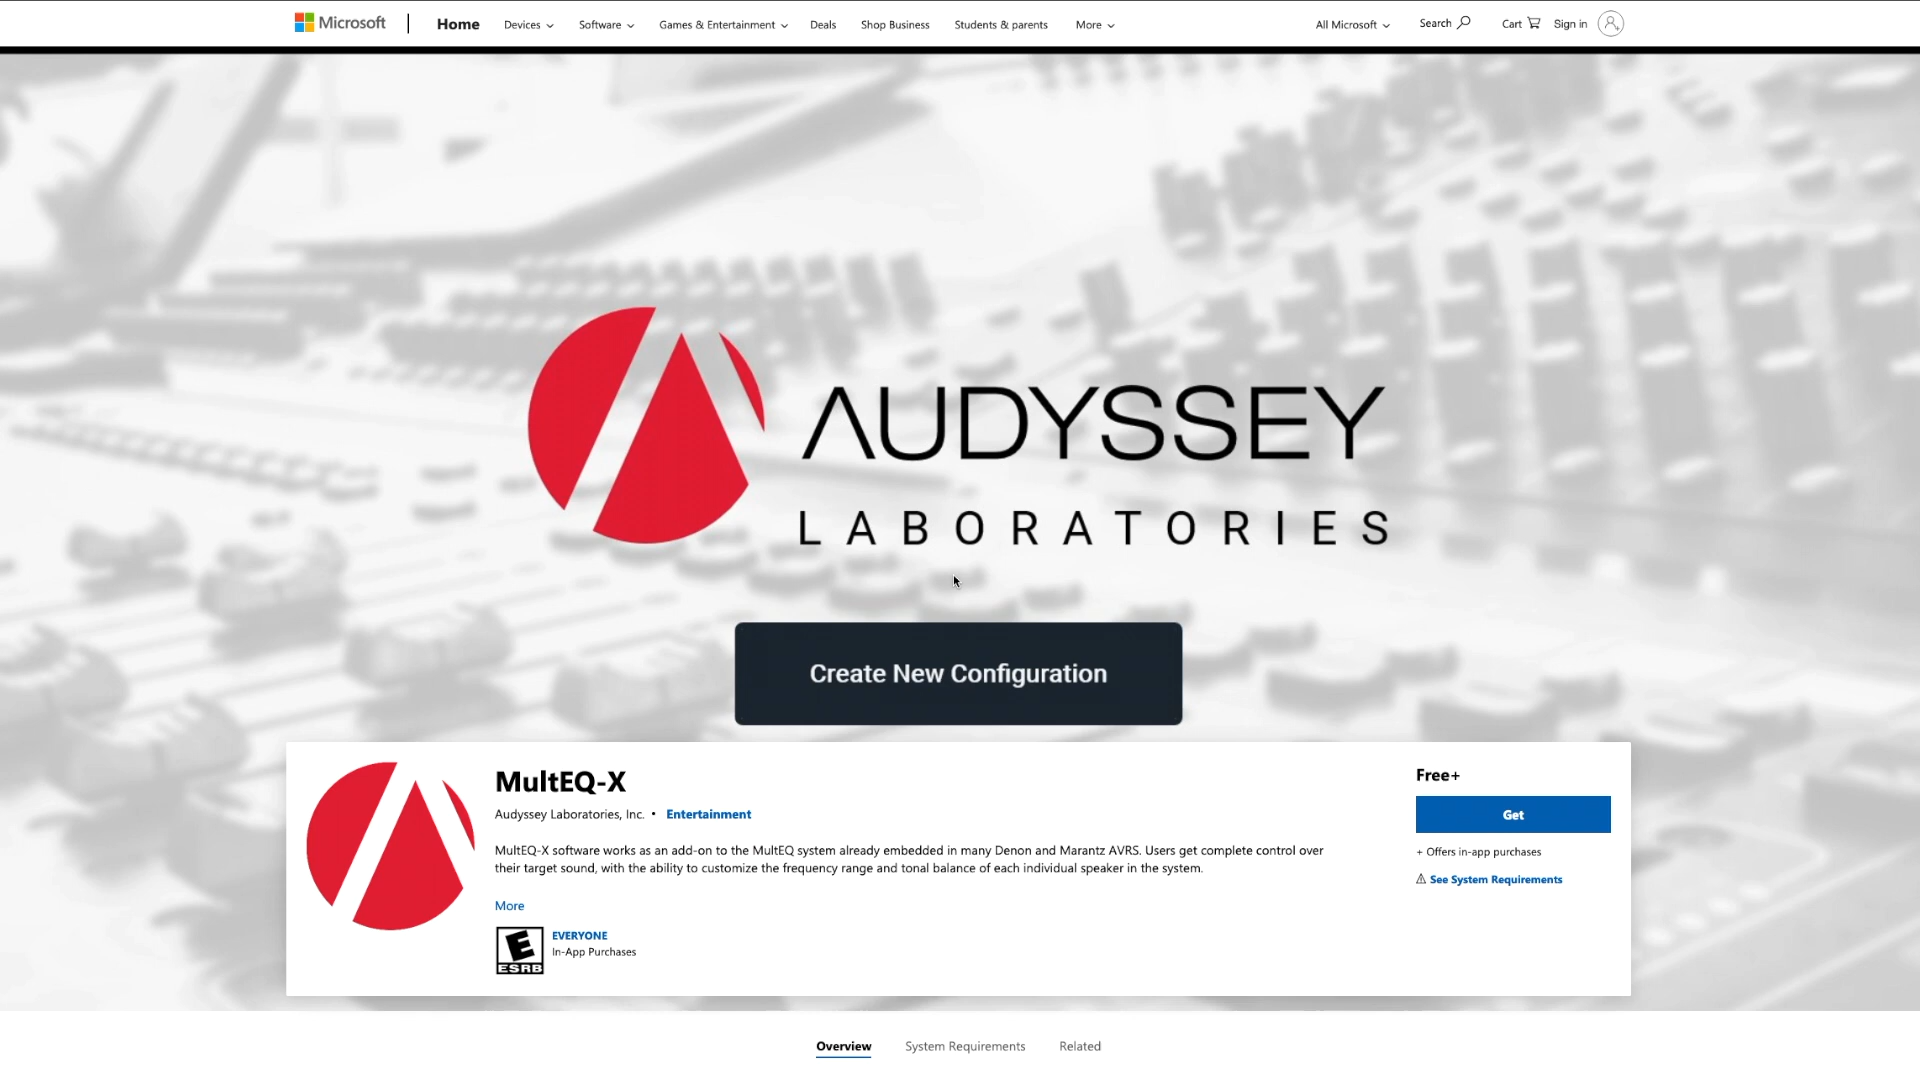 Microsoft Home Devices Software Games & Entertainment Deals Shop Business Students & parents More All Microsoft Search Cart Sign in
AUDYSSEY
LABORATORIES
Create New Configuration
MultEQ-X
Audyssey Laboratories, Inc. • Entertainment
MultEQ-X software works as an add-on to the MultEQ system already embedded in many Denon and Marantz AVRS. Users get complete control over
their target sound, with the ability to customize the frequency range and tonal balance of each individual speaker in the system.
More
E
ESRB
EVERYONE
In-App Purchases
Free+
Get
+ Offers in-app purchases
See System Requirements
Overview System Requirements Related